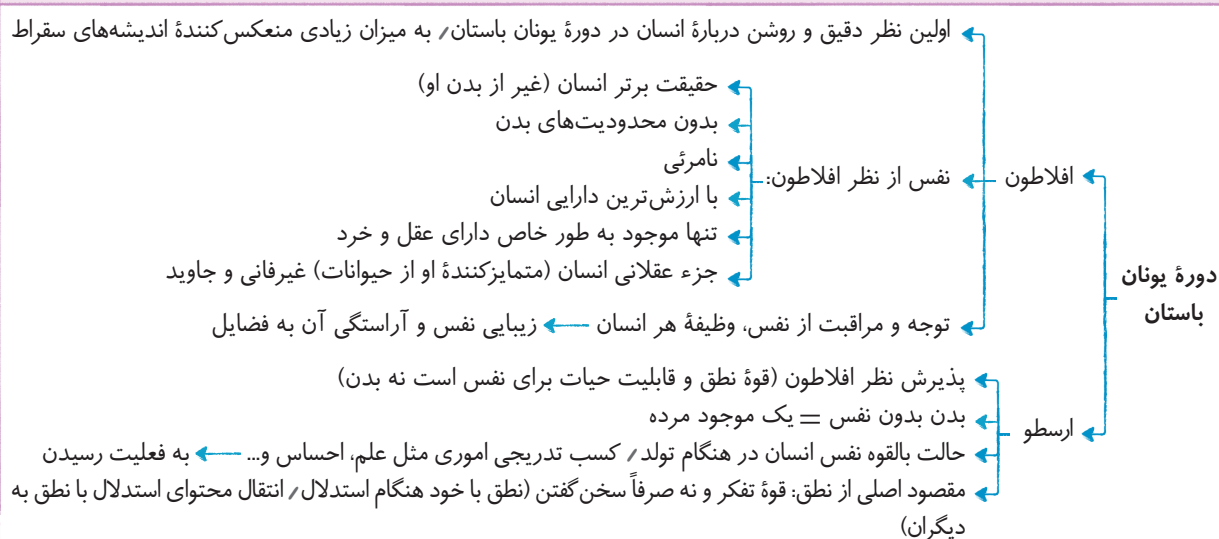 دورهٔ یونان
باستان
افلاطون
اولین نظر دقیق و روشن دربارهٔ انسان در دورهٔ یونان باستان/ به میزان زیادی منعکس‌کنندهٔ اندیشه‌های سقراط
نفس از نظر افلاطون:
حقیقت برتر انسان (غیر از بدن او)
بدون محدودیت‌های بدن
نامرئی
با ارزش‌ترین دارایی انسان
تنها موجود به طور خاص دارای عقل و خرد
جزء عقلانی انسان (متمایزکنندهٔ او از حیوانات) غیرفانی و جاوید
توجه و مراقبت از نفس، وظیفهٔ هر انسان ← زیبایی نفس و آراستگی آن به فضایل
ارسطو
پذیرش نظر افلاطون (قوهٔ نطق و قابلیت حیات برای نفس است نه بدن)
بدن بدون نفس = یک موجود مرده
حالت بالقوه نفس انسان در هنگام تولد/ کسب تدریجی اموری مثل علم، احساس و... ← به فعلیت رسیدن
مقصود اصلی از نطق: قوهٔ تفکر و نه صرفاً سخن‌گفتن (نطق با خود هنگام استدلال/ انتقال محتوای استدلال با نطق به
دیگران)